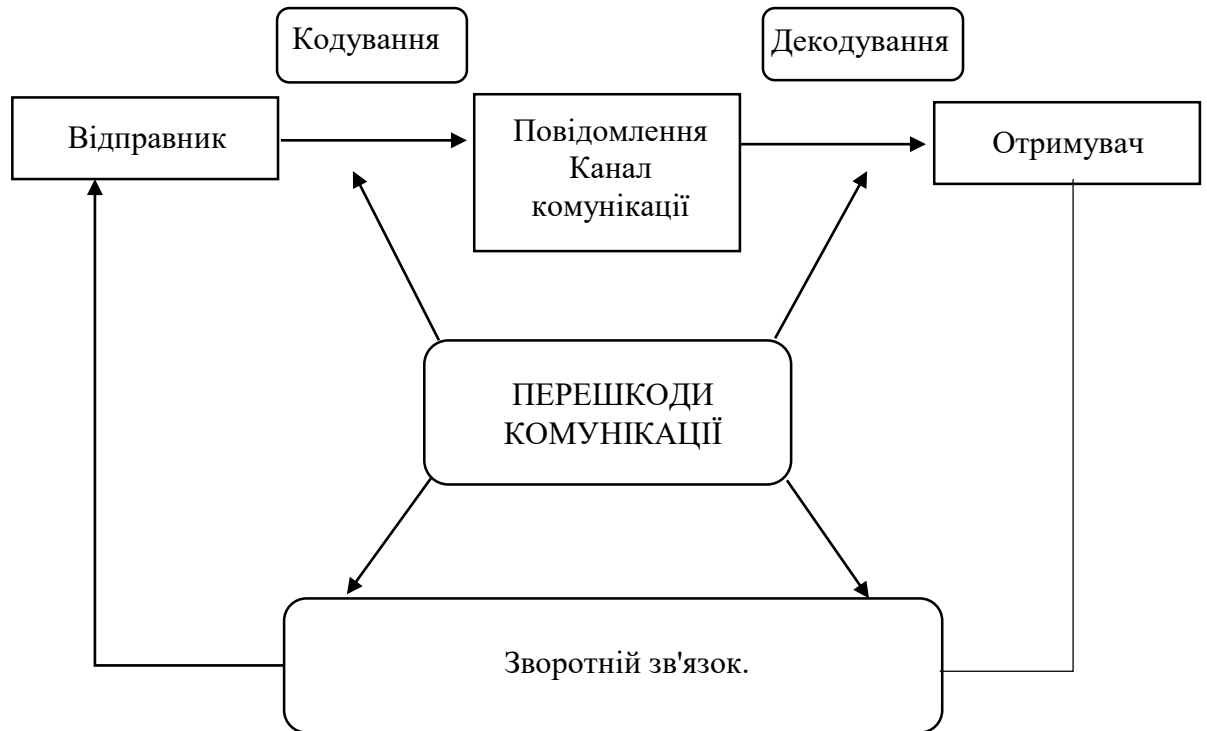 Кодування
Декодування
Відправник
Повідомлення
Канал
комунікації
Отримувач
ПЕРЕШКОДИ
КОМУНІКАЦІЇ
Зворотній зв'язок.